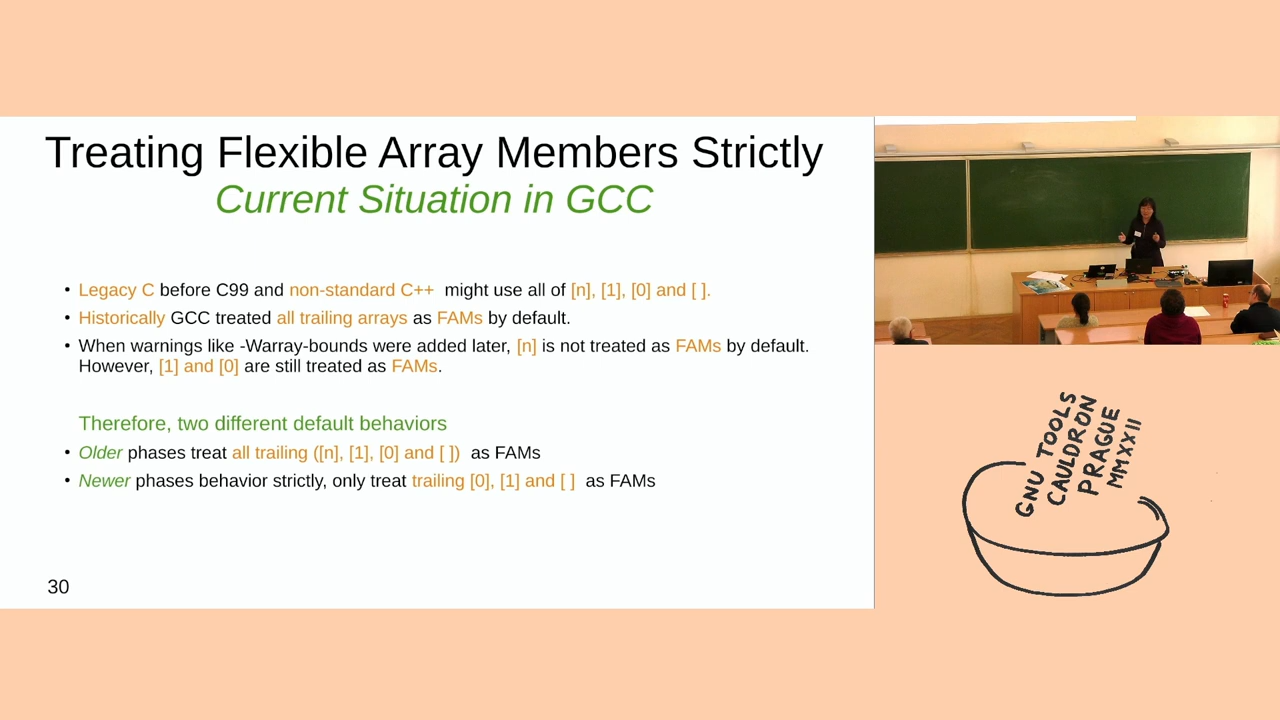 Treating Flexible Array Members Strictly
Current Situation in GCC
• Legacy C before C99 and non-standard C++ might use all of [n], [1], [0] and [ ].
• Historically GCC treated all trailing arrays as FAMs by default.
• When warnings like -Warray-bounds were added later, [n] is not treated as FAMs by default.
However, [1] and [0] are still treated as FAMs.
Therefore, two different default behaviors
• Older phases treat all trailing ([n], [1], [0] and [ ]) as FAMs
• Newer phases behavior strictly, only treat trailing [0], [1] and [ ] as FAMs
30
GNU TOOLS
CAULDRON
PRAGUE
MMXXII